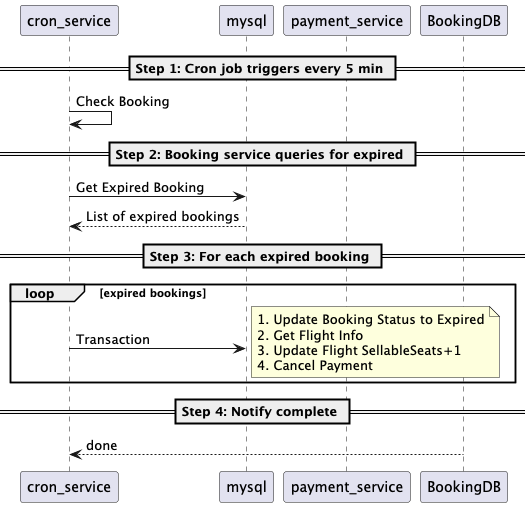 cron_service mysql payment_service BookingDB
Step 1: Cron job triggers every 5 min
Check Booking
Step 2: Booking service queries for expired
Get Expired Booking
List of expired bookings
Step 3: For each expired booking
loop [expired bookings]
1. Update Booking Status to Expired
2. Get Flight Info
Transaction
3. Update Flight SellableSeats+1
4. Cancel Payment
Step 4: Notify complete
done
cron_service mysql payment_service BookingDB